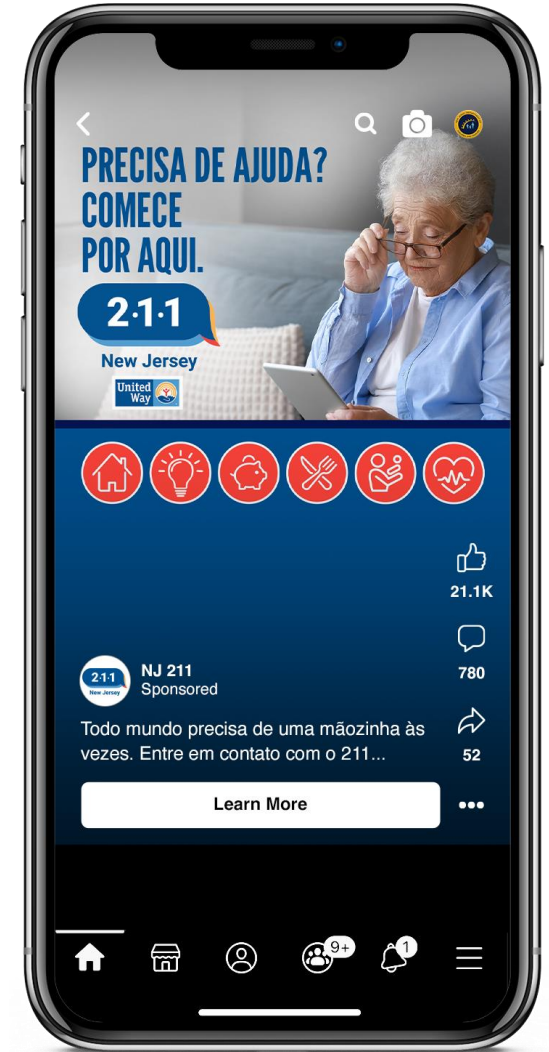 PRECISA DE AJUDA?
COMECE
POR AQUI.
2·1·1
New Jersey
United
Way
21.1K
780
2·1·1
New Jersey
NJ 211
Sponsored
Todo mundo precisa de uma mãozinha às
vezes. Entre em contato com o 211...
52
Learn More
9+
1